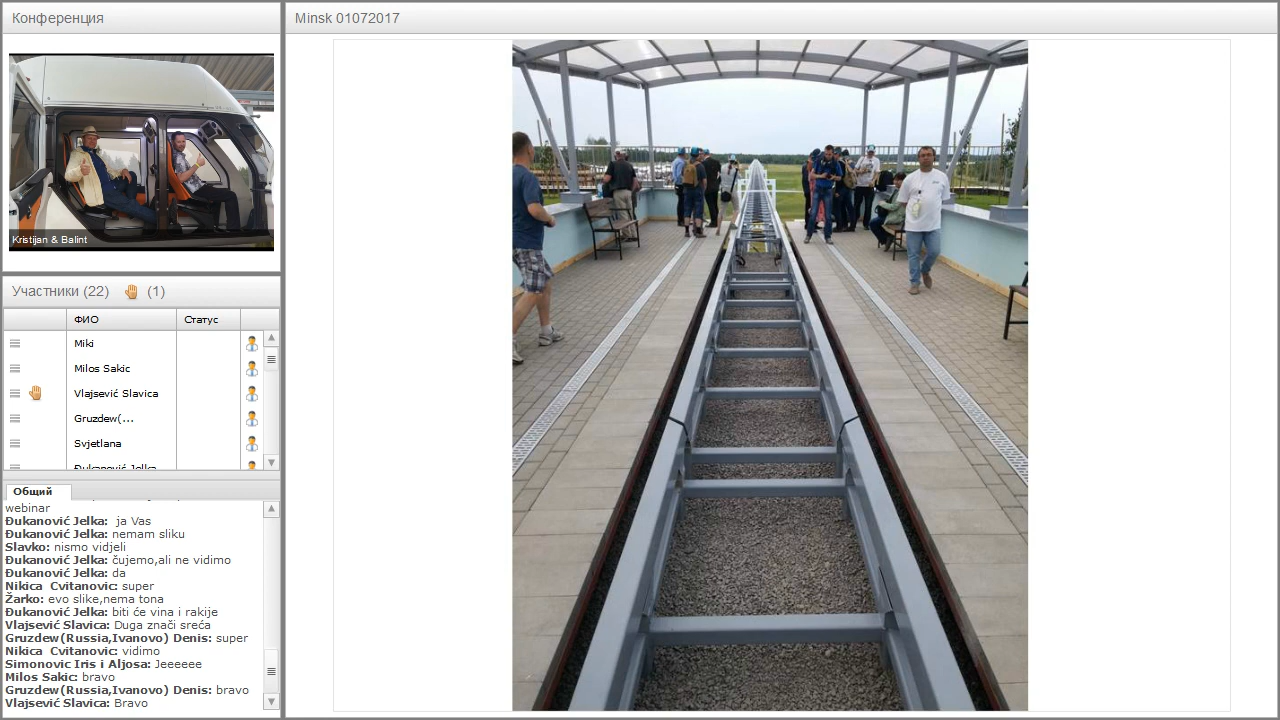 Конференция
Kristijan & Balint
Участники (22) (1)
ФИО Статус
Miki
Milos Sakic
Vlajsević Slavica
Gruzdew(...
Svjetlana
Đukanović Jelka
Общий
webinar
Đukanović Jelka: ja Vas
Đukanović Jelka: nemam sliku
Slavko: nismo vidjeli
Đukanović Jelka: čujemo,ali ne vidimo
Đukanović Jelka: da
Nikica Cvitanovic: super
Žarko: evo slike,nema tona
Đukanović Jelka: biti će vina i rakije
Vlajsević Slavica: Duga znači sreća
Gruzdew(Russia,Ivanovo) Denis: super
Nikica Cvitanovic: vidimo
Simonovic Iris i Aljosa: Jeeeeee
Milos Sakic: bravo
Gruzdew(Russia,Ivanovo) Denis: bravo
Vlajsević Slavica: Bravo
Minsk 01072017